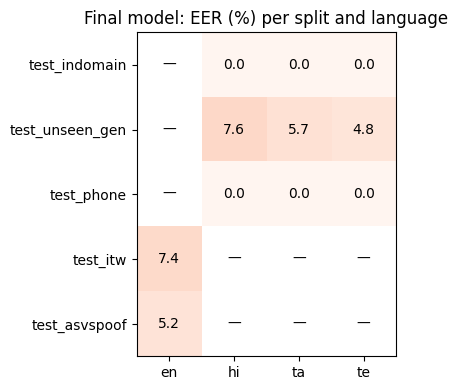 Final model: EER (%) per split and language
test_indomain — 0.0 0.0 0.0
test_unseen_gen — 7.6 5.7 4.8
test_phone — 0.0 0.0 0.0
test_itw 7.4 — — —
test_asvspoof 5.2 — — —
en hi ta te